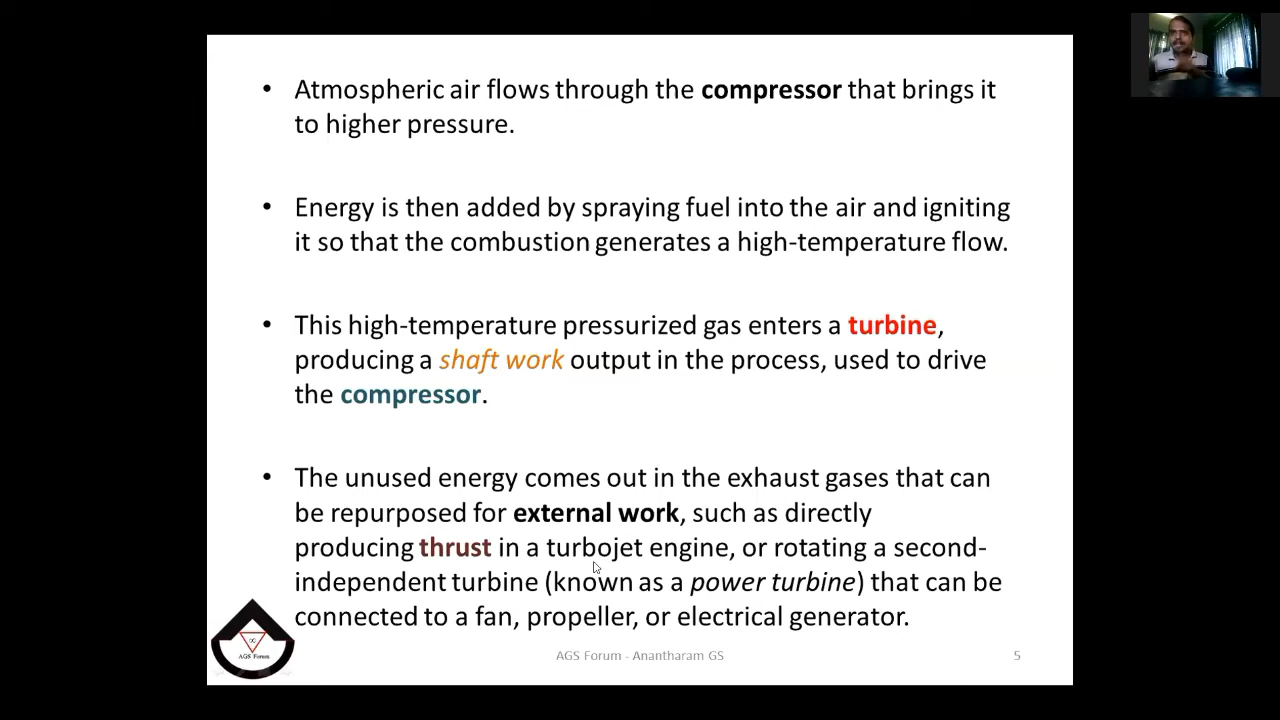 • Atmospheric air flows through the compressor that brings it
to higher pressure.
• Energy is then added by spraying fuel into the air and igniting
it so that the combustion generates a high-temperature flow.
• This high-temperature pressurized gas enters a turbine,
producing a shaft work output in the process, used to drive
the compressor.
• The unused energy comes out in the exhaust gases that can
be repurposed for external work, such as directly
producing thrust in a turbojet engine, or rotating a second-
independent turbine (known as a power turbine) that can be
connected to a fan, propeller, or electrical generator.
∞
AGS Forum
AGS Forum - Anantharam GS
5